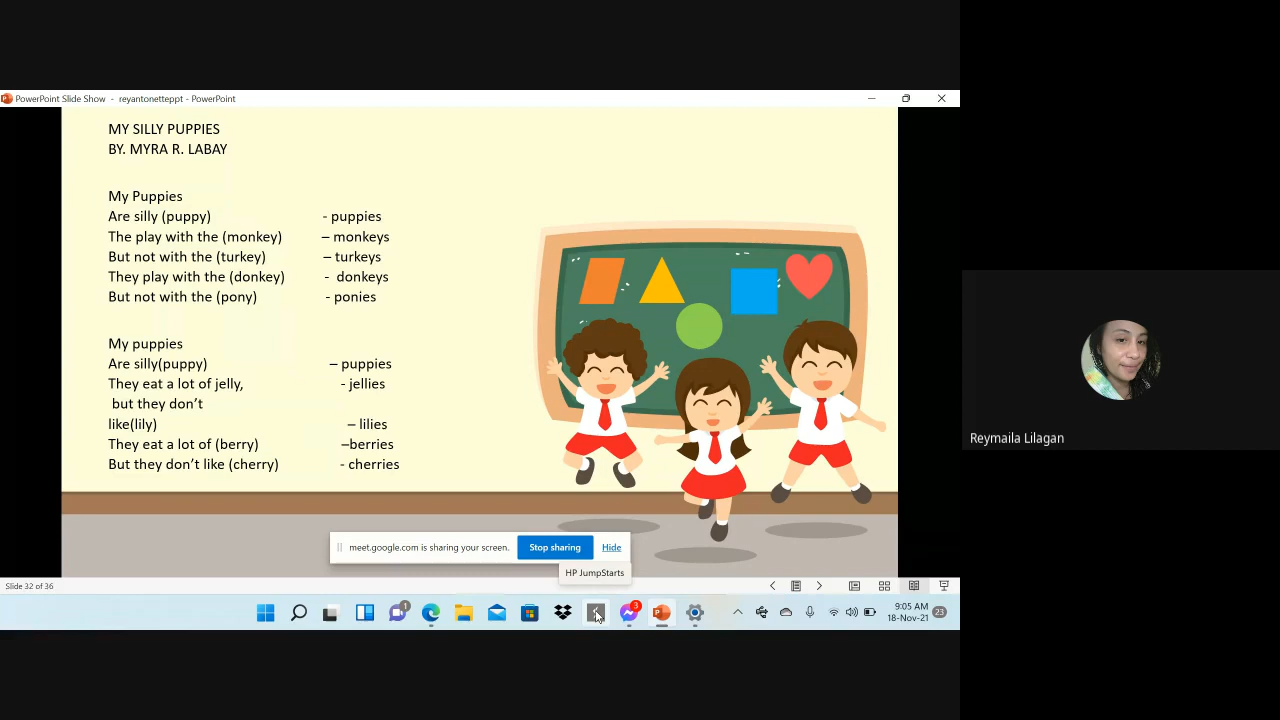 PowerPoint Slide Show - reyantonetteppt - PowerPoint
MY SILLY PUPPIES
BY. MYRA R. LABAY
My Puppies
Are silly (puppy) - puppies
The play with the (monkey) – monkeys
But not with the (turkey) – turkeys
They play with the (donkey) - donkeys
But not with the (pony) - ponies
My puppies
Are silly(puppy) – puppies
They eat a lot of jelly, - jellies
but they don’t
like(lily) – lilies
They eat a lot of (berry) –berries
But they don’t like (cherry) - cherries
Reymaila Lilagan
meet.google.com is sharing your screen. Stop sharing Hide
HP JumpStarts
Slide 32 of 36
1
3
9:05 AM
18-Nov-21
23